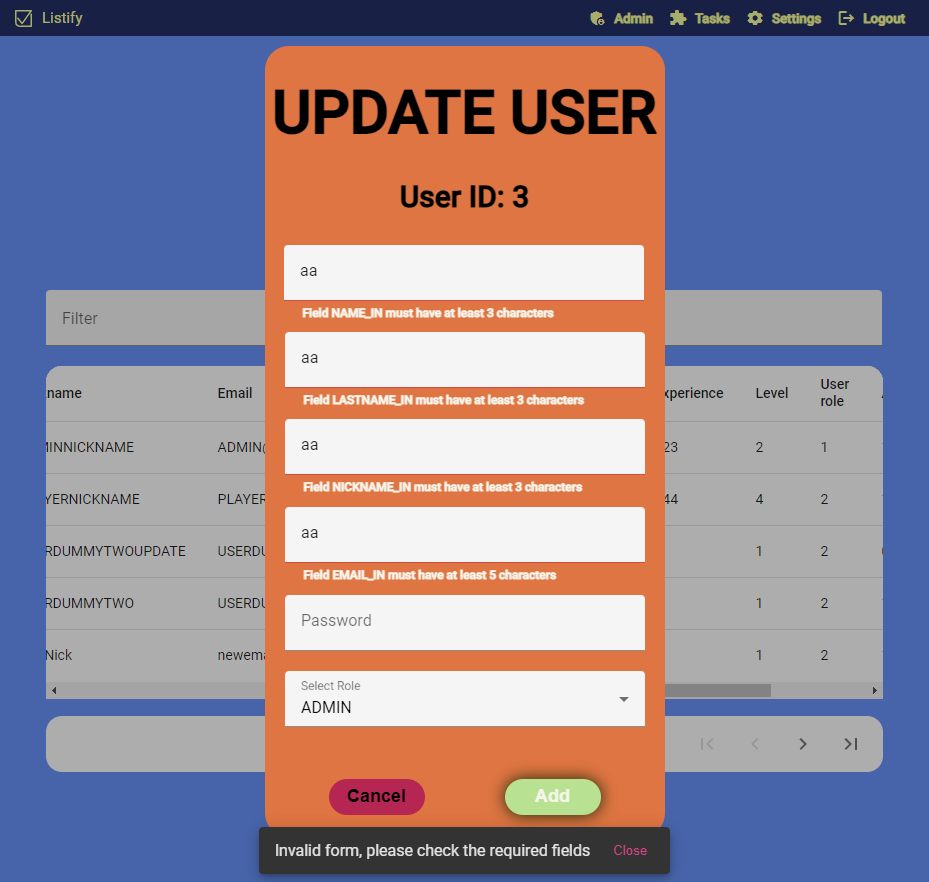 Listify
Admin Tasks Settings Logout
UPDATE USER
User ID: 3
aa
Field NAME_IN must have at least 3 characters
aa
Field LASTNAME_IN must have at least 3 characters
aa
Field NICKNAME_IN must have at least 3 characters
aa
Field EMAIL_IN must have at least 5 characters
Password
Select Role
ADMIN
Cancel Add
Invalid form, please check the required fields Close
Filter
name Email xperience Level User role
MINNICKNAME ADMIN@ 23 2 1
YERNICKNAME PLAYER 44 4 2
RDUMMYTWOUPDATE USERDU 1 2
RDUMMYTWO USERDU 1 2
Nick newema 1 2